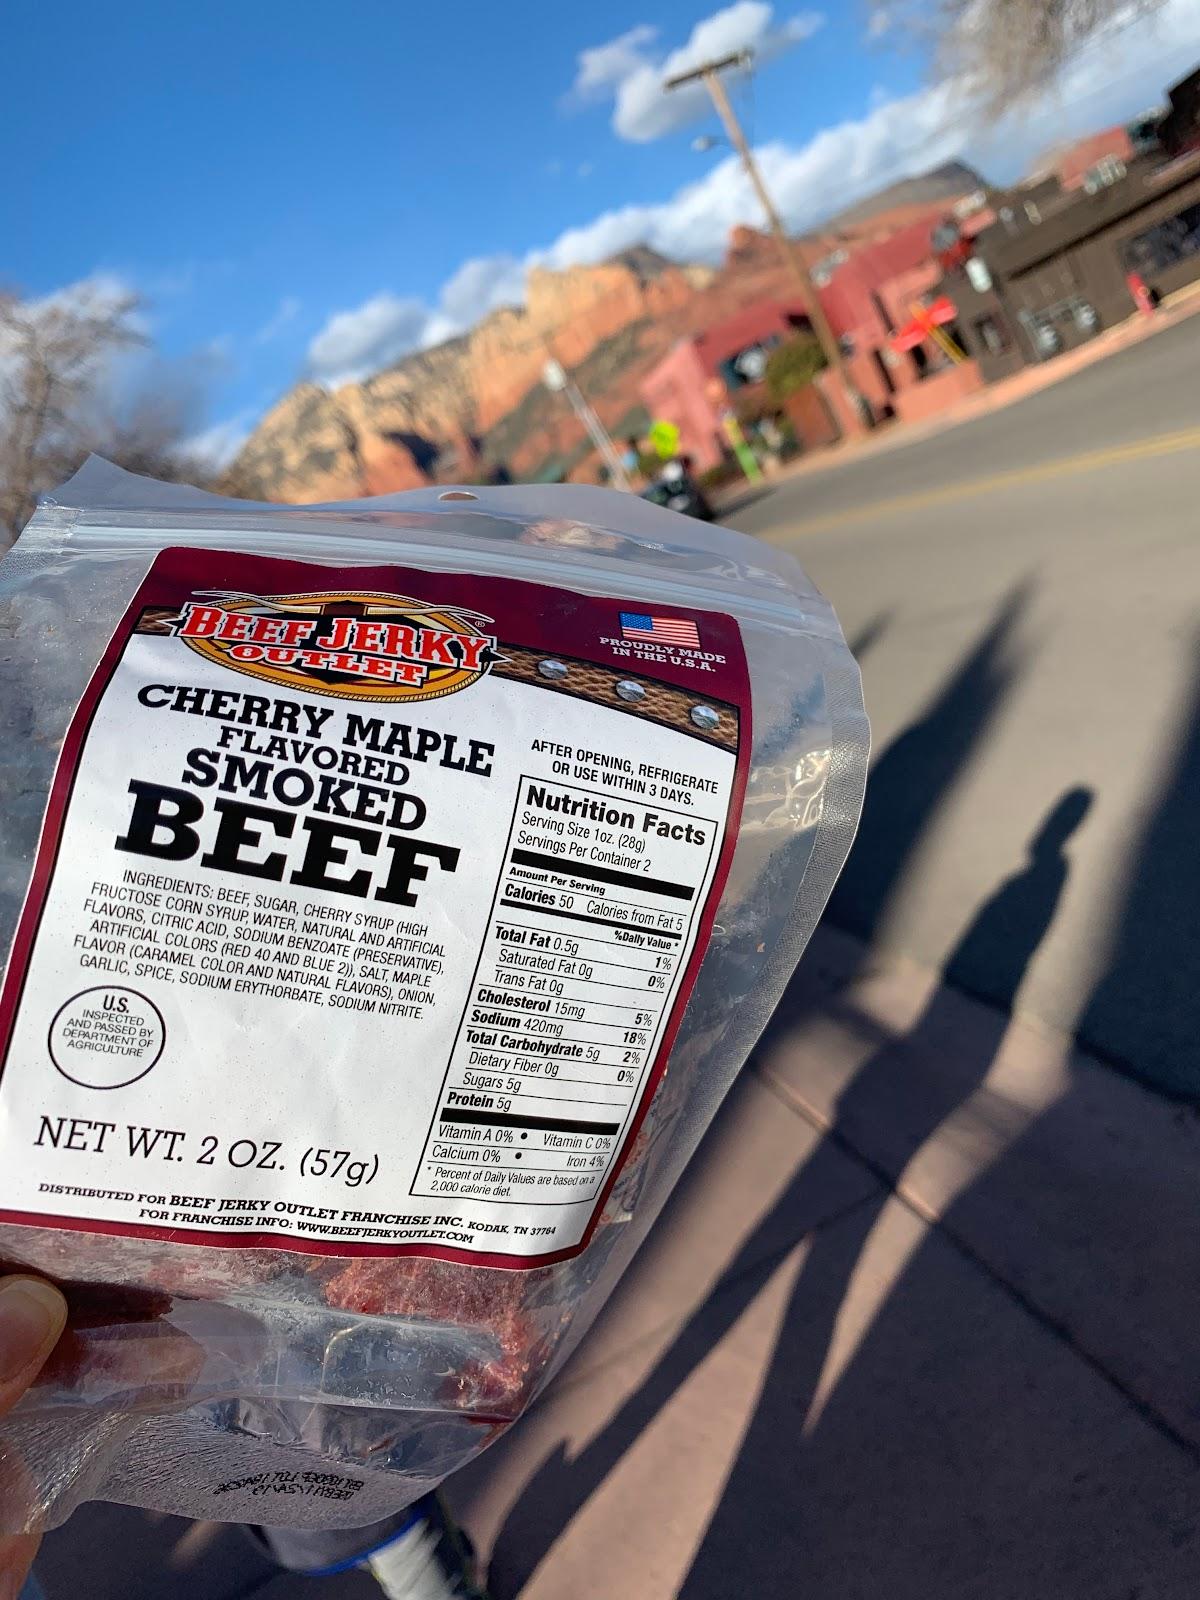 BEEF JERKY ®
OUTLET
PROUDLY MADE
IN THE U.S.A.
CHERRY MAPLE
FLAVORED
SMOKED
BEEF
INGREDIENTS: BEEF, SUGAR, CHERRY SYRUP (HIGH
FRUCTOSE CORN SYRUP, WATER, NATURAL AND ARTIFICIAL
FLAVORS, CITRIC ACID, SODIUM BENZOATE (PRESERVATIVE),
ARTIFICIAL COLORS (RED 40 AND BLUE 2)), SALT, MAPLE
FLAVOR (CARAMEL COLOR AND NATURAL FLAVORS), ONION,
GARLIC, SPICE, SODIUM ERYTHORBATE, SODIUM NITRITE.
U.S.
INSPECTED
AND PASSED BY
DEPARTMENT OF
AGRICULTURE
NET WT. 2 OZ. (57g)
AFTER OPENING, REFRIGERATE
OR USE WITHIN 3 DAYS.
Nutrition Facts
Serving Size 1oz. (28g)
Servings Per Container 2
Amount Per Serving
Calories 50 Calories from Fat 5
%Daily Value *
Total Fat 0.5g 1%
Saturated Fat 0g 0%
Trans Fat 0g
Cholesterol 15mg 5%
Sodium 420mg 18%
Total Carbohydrate 5g 2%
Dietary Fiber 0g 0%
Sugars 5g
Protein 5g
Vitamin A 0% • Vitamin C 0%
Calcium 0% • Iron 4%
* Percent of Daily Values are based on a
2,000 calorie diet.
DISTRIBUTED FOR BEEF JERKY OUTLET FRANCHISE INC. KODAK, TN 37764
FOR FRANCHISE INFO: WWW.BEEFJERKYOUTLET.COM